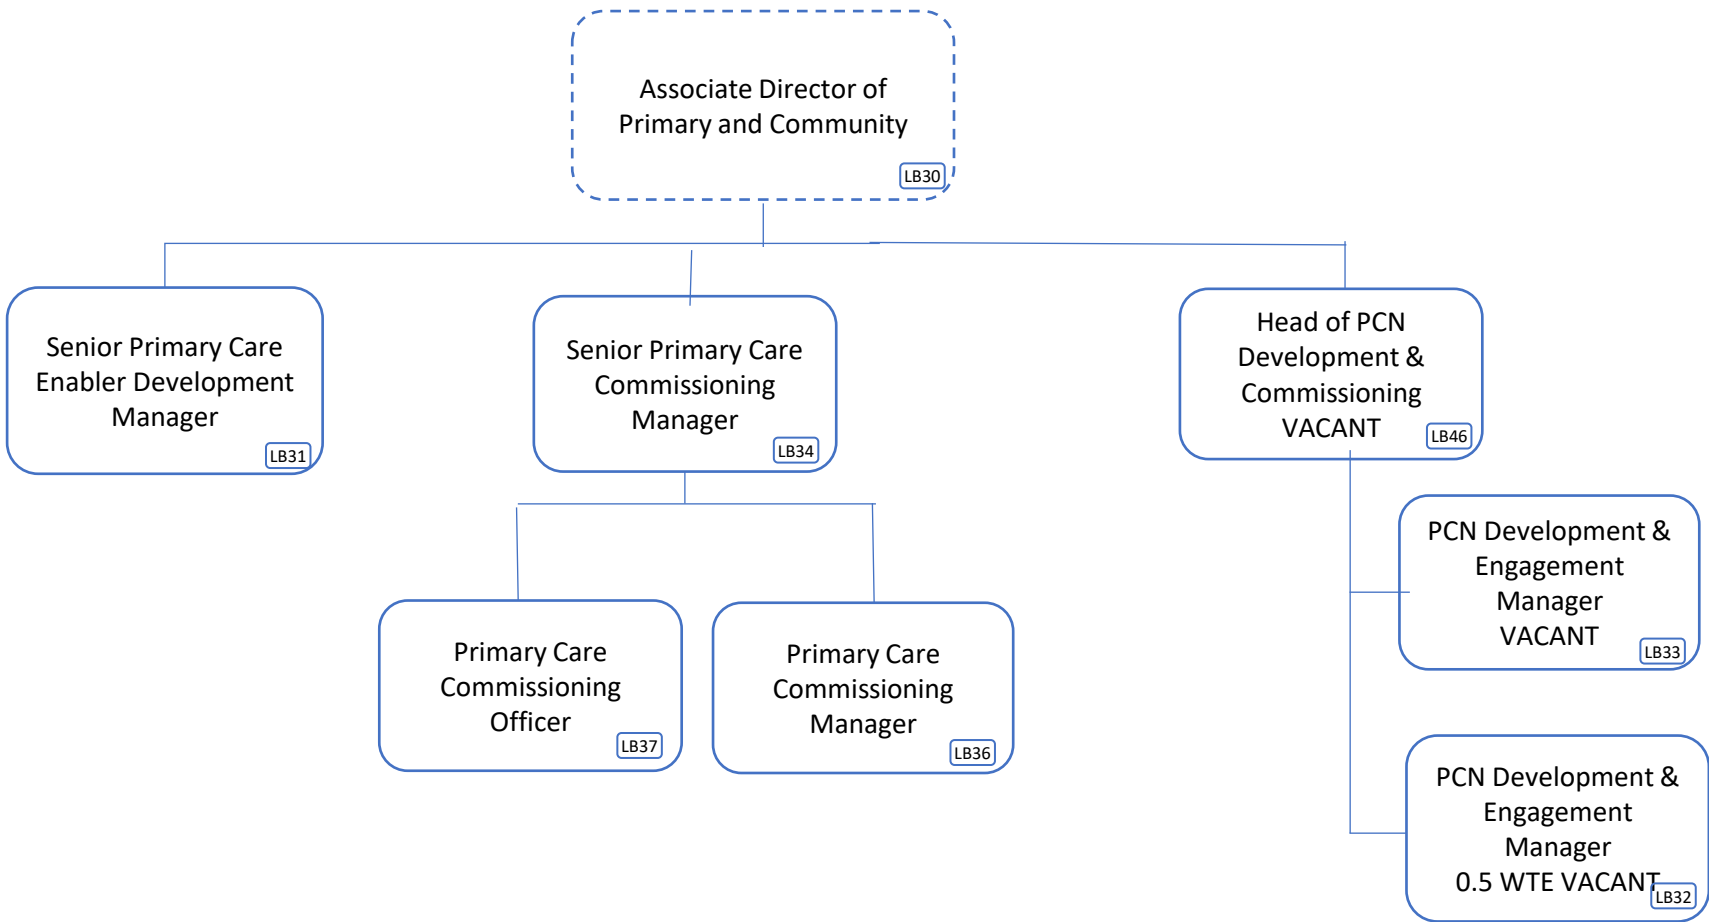 Associate Director of
Primary and Community
LB30
Senior Primary Care
Enabler Development
Manager
LB31
Senior Primary Care
Commissioning
Manager
LB34
Head of PCN
Development &
Commissioning
VACANT
LB46
Primary Care
Commissioning
Officer
LB37
Primary Care
Commissioning
Manager
LB36
PCN Development &
Engagement
Manager
VACANT
LB33
PCN Development &
Engagement
Manager
0.5 WTE VACANT
LB32